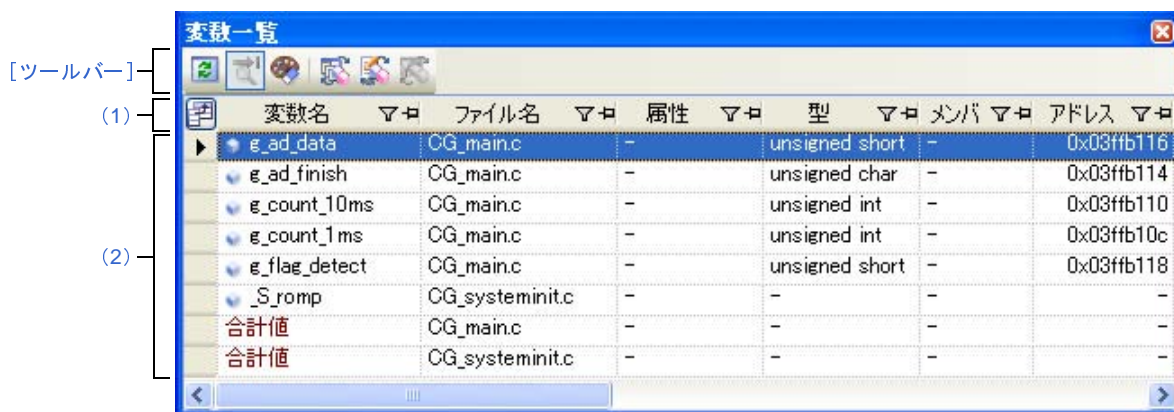 変数一覧
[ツールバー]
(1)
変数名 ファイル名 属性 型 メンバ アドレス
(2)
g_ad_data CG_main.c - unsigned short - 0x03ffb116
g_ad_finish CG_main.c - unsigned char - 0x03ffb114
g_count_10ms CG_main.c - unsigned int - 0x03ffb110
g_count_1ms CG_main.c - unsigned int - 0x03ffb10c
g_flag_detect CG_main.c - unsigned short - 0x03ffb118
_S_romp CG_systeminit.c - - - -
合計値 CG_main.c - - - -
合計値 CG_systeminit.c - - - -